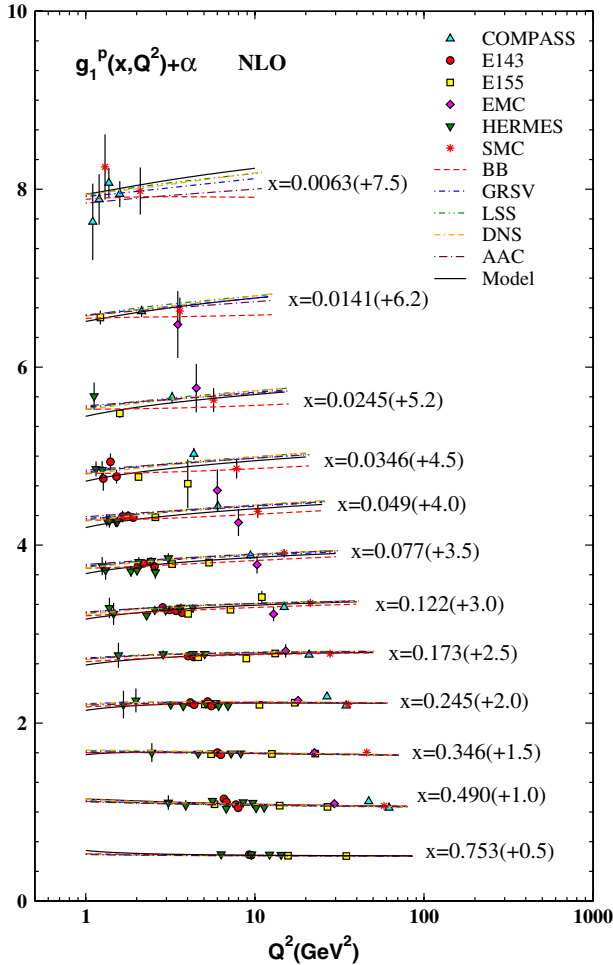 g₁ᵖ(x,Q²)+α NLO
COMPASS
E143
E155
EMC
HERMES
SMC
BB
GRSV
LSS
DNS
AAC
Model
10
8
6
4
2
0
x=0.0063(+7.5)
x=0.0141(+6.2)
x=0.0245(+5.2)
x=0.0346(+4.5)
x=0.049(+4.0)
x=0.077(+3.5)
x=0.122(+3.0)
x=0.173(+2.5)
x=0.245(+2.0)
x=0.346(+1.5)
x=0.490(+1.0)
x=0.753(+0.5)
1 10 100 1000
Q²(GeV²)